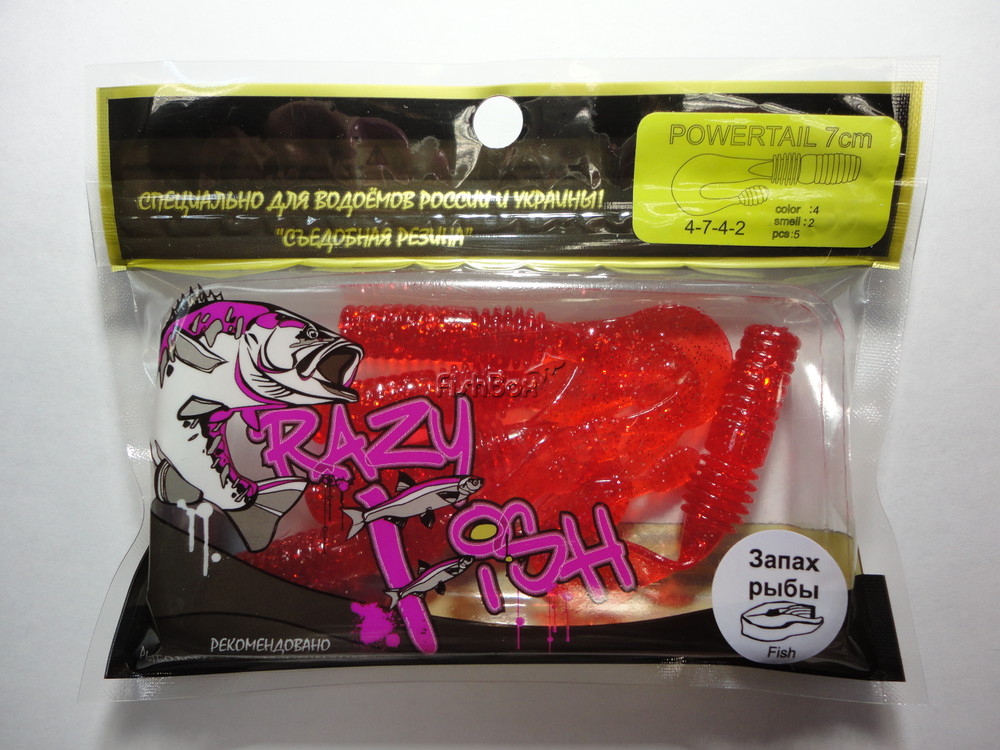 POWERTAIL 7cm
4-7-4-2
color :4
smell :2
pcs:5
СПЕЦИАЛЬНО ДЛЯ ВОДОЁМОВ РОССИИ И УКРАИНЫ!
"СЪЕДОБНАЯ РЕЗИНА"
FishBox
RAZY
FiSH
Запах
рыбы
Fish
РЕКОМЕНДОВАНО